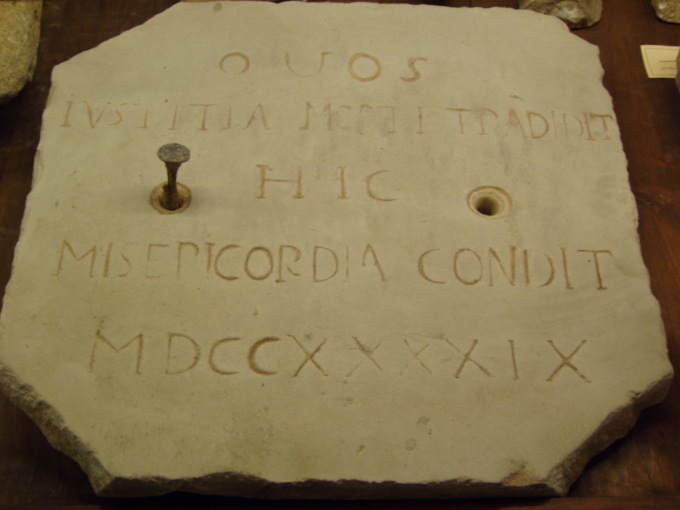 QUOS
IVSTITIA MORTI TRADIDIT
HIC
MISERICORDIA CONDIT
MDCCXXXXIX